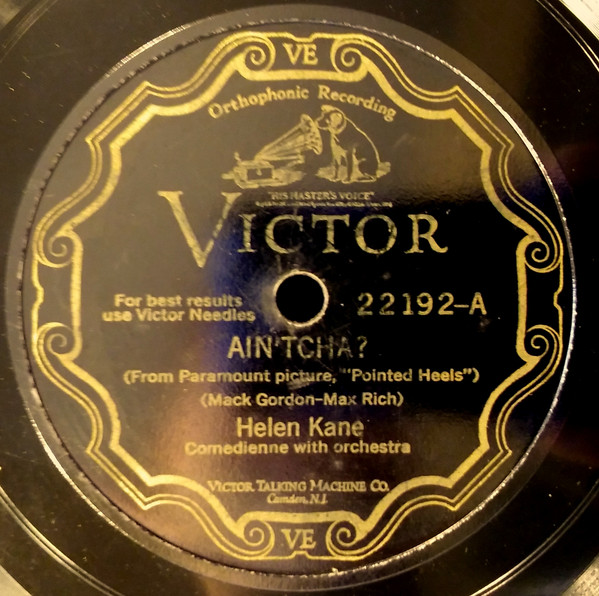 VE
Orthophonic Recording
"HIS MASTER'S VOICE"
VICTOR
For best results
use Victor Needles
22192-A
AIN'TCHA?
(From Paramount picture, "Pointed Heels")
(Mack Gordon-Max Rich)
Helen Kane
Comedienne with orchestra
VICTOR TALKING MACHINE CO.
Camden, N.J.
VE